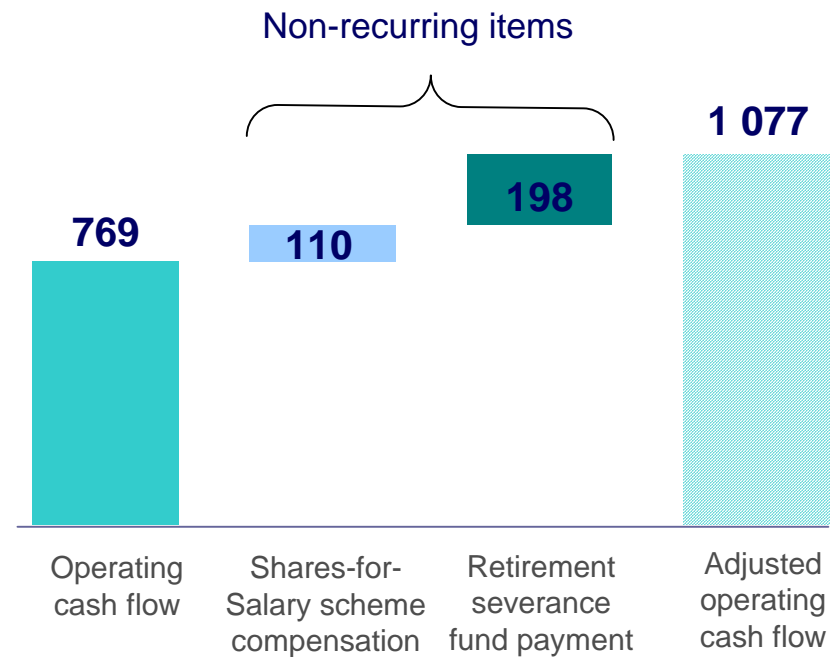 Non-recurring items
1 077
198
769
110
Operating
cash flow
Shares-for-
Salary scheme
compensation
Retirement
severance
fund payment
Adjusted
operating
cash flow